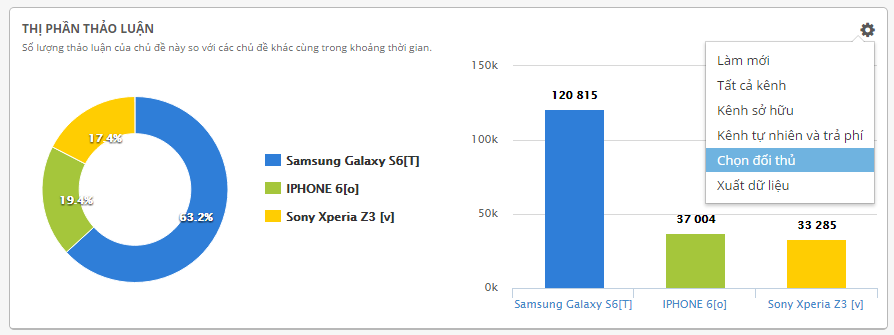 THỊ PHẦN THẢO LUẬN
Số lượng thảo luận của chủ đề này so với các chủ đề khác cùng trong khoảng thời gian.
17.4%
19.4%
63.2%
Samsung Galaxy S6[T]
IPHONE 6[o]
Sony Xperia Z3 [v]
150k
100k
50k
0k
120 815
37 004
33 285
Samsung Galaxy S6[T]
IPHONE 6[o]
Sony Xperia Z3 [v]
Làm mới
Tất cả kênh
Kênh sở hữu
Kênh tự nhiên và trả phí
Chọn đối thủ
Xuất dữ liệu